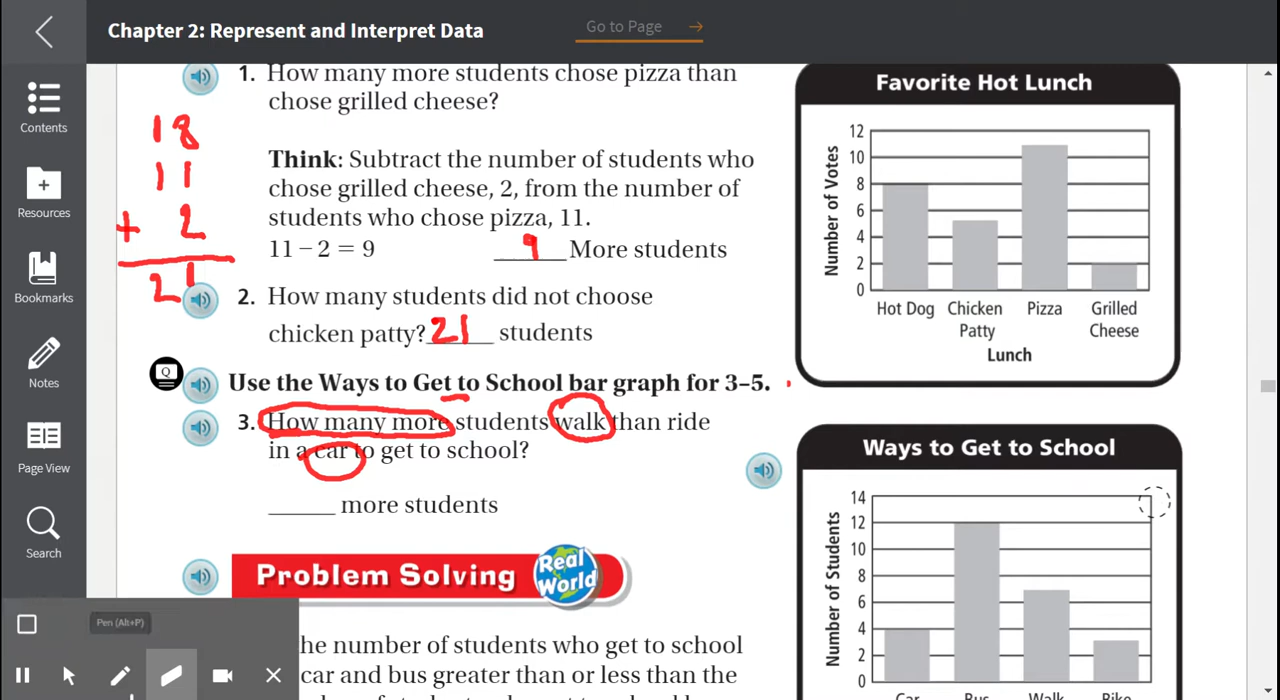 Chapter 2: Represent and Interpret Data
Go to Page →
Contents
Resources
Bookmarks
Notes
Page View
Search
1. How many more students chose pizza than
chose grilled cheese?
Think: Subtract the number of students who
chose grilled cheese, 2, from the number of
students who chose pizza, 11.
11 − 2 = 9 9 More students
18
11
+ 2
21
2. How many students did not choose
chicken patty? 21 students
Use the Ways to Get to School bar graph for 3–5.
3. How many more students walk than ride
in a car to get to school?
_____ more students
Problem Solving
Real
World
he number of students who get to school
car and bus greater than or less than the
Pen (Alt+P)
Favorite Hot Lunch
Number of Votes
12
10
8
6
4
2
0
Hot Dog Chicken Patty Pizza Grilled Cheese
Lunch
Ways to Get to School
Number of Students
14
12
10
8
6
4
2
0
Car Bus Walk Bike